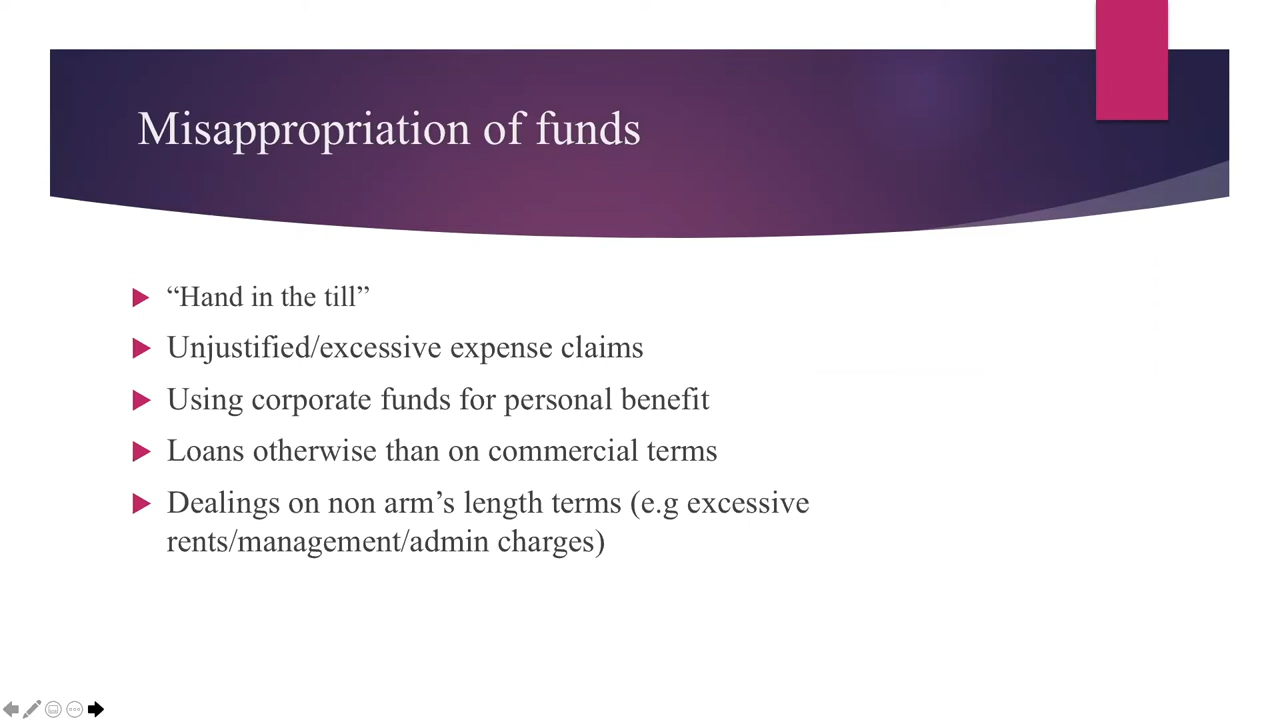 Misappropriation of funds
“Hand in the till”
Unjustified/excessive expense claims
Using corporate funds for personal benefit
Loans otherwise than on commercial terms
Dealings on non arm’s length terms (e.g excessive
rents/management/admin charges)